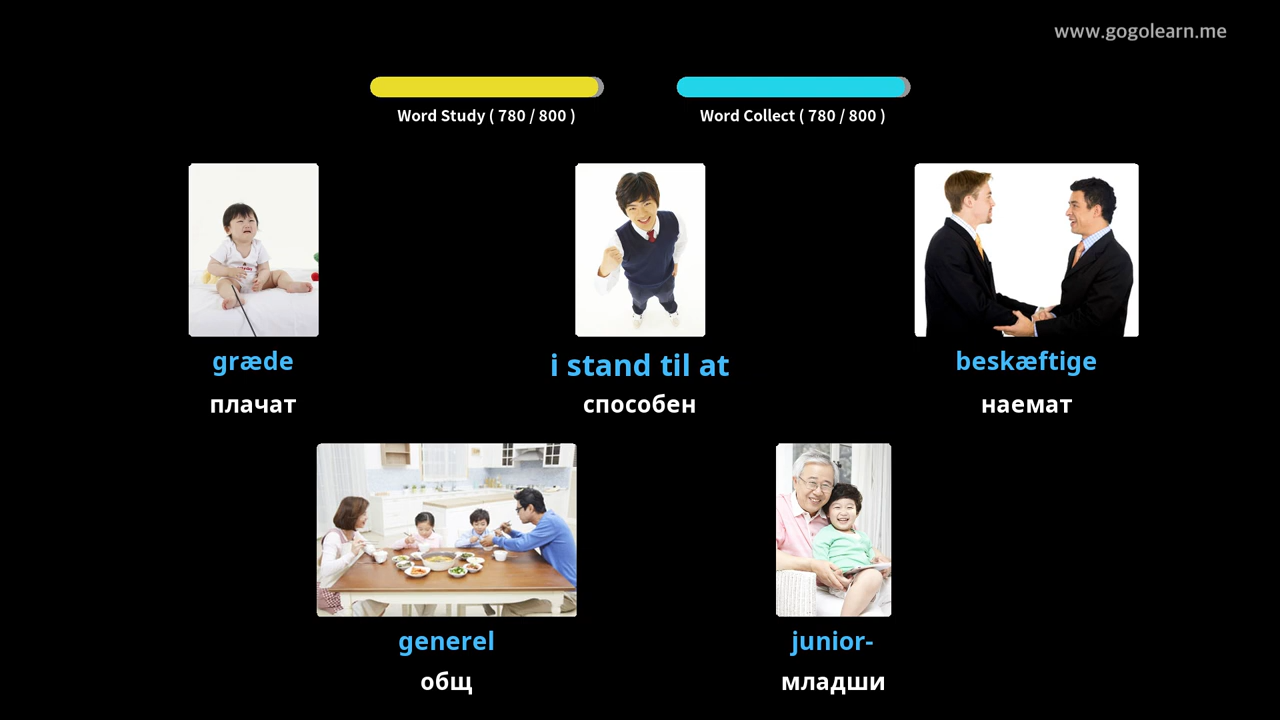 www.gogolearn.me
Word Study ( 780 / 800 )
Word Collect ( 780 / 800 )
græde
i stand til at
beskæftige
плачат
способен
наемат
generel
junior-
общ
младши